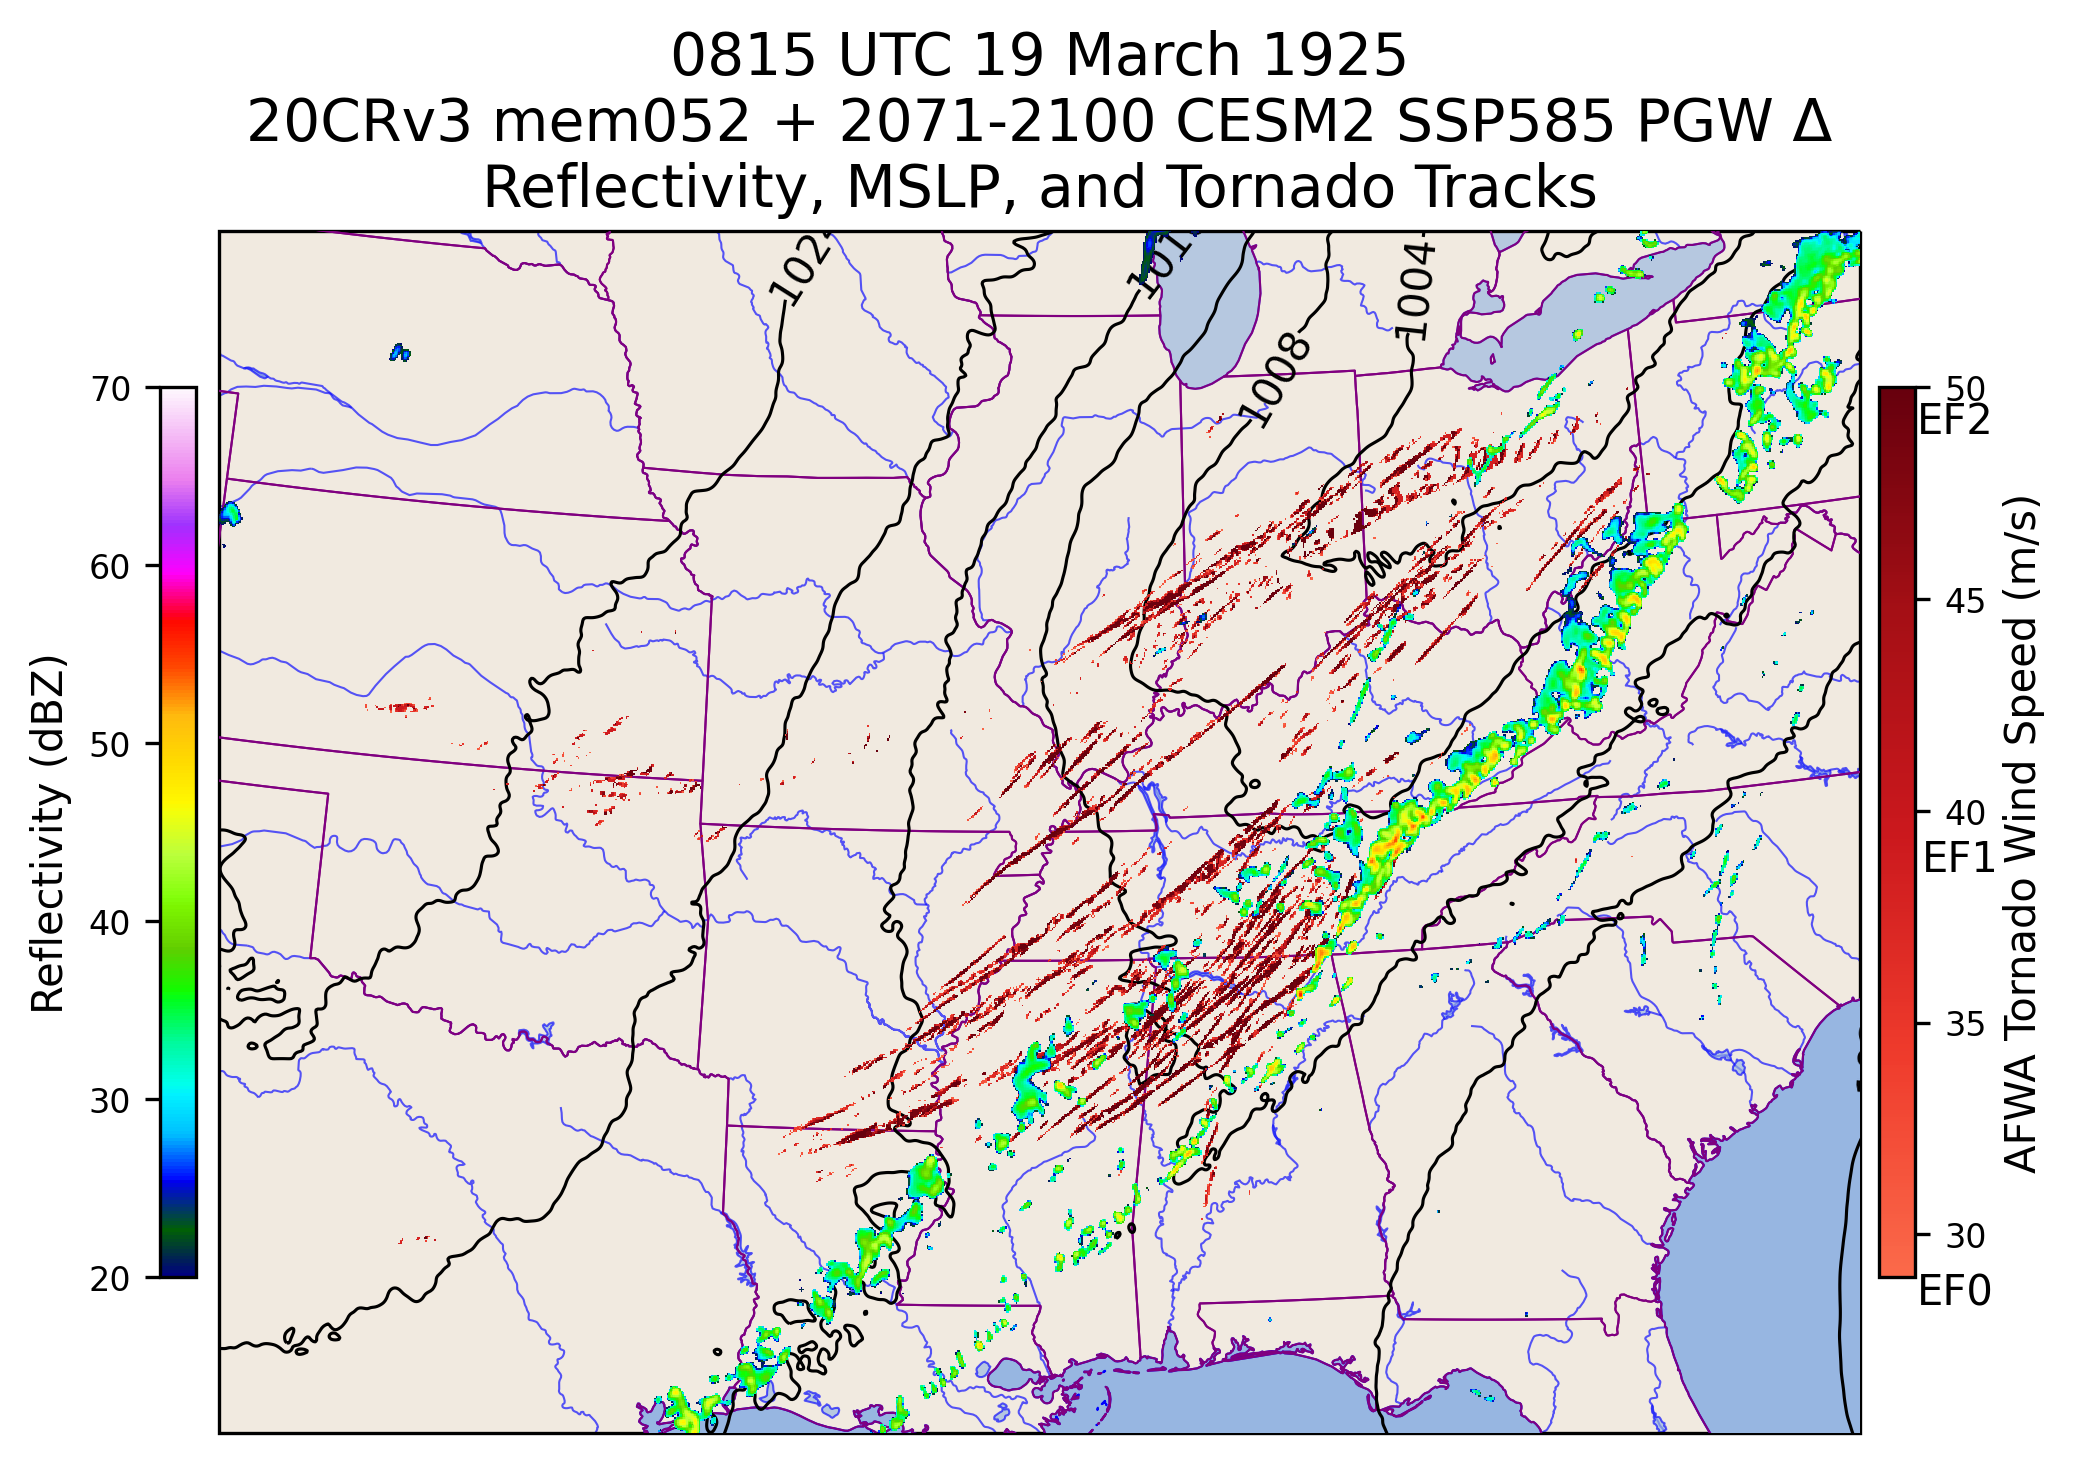 0815 UTC 19 March 1925
20CRv3 mem052 + 2071-2100 CESM2 SSP585 PGW Δ
Reflectivity, MSLP, and Tornado Tracks
1004
1008
70
60
50
40
30
20
Reflectivity (dBZ)
50
EF2
45
40
EF1
35
30
EF0
AFWA Tornado Wind Speed (m/s)